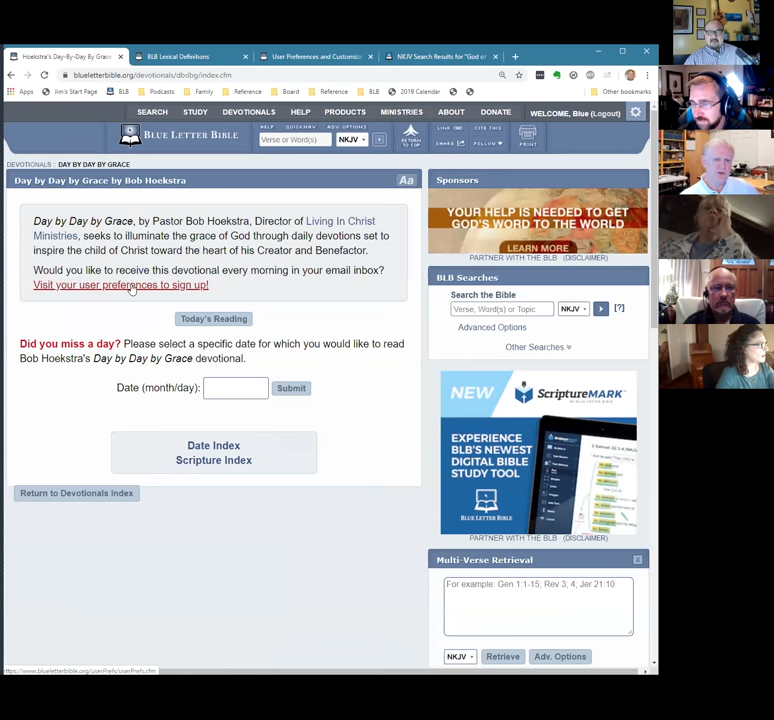 Hoekstra's Day-By-Day By Grace
BLB Lexical Definitions
User Preferences and Customiz
NKJV Search Results for "God of
blueletterbible.org/devotionals/dbdbg/index.cfm
Apps
Jim's Start Page
BLB
Podcasts
Family
Reference
Board
Reference
BLB
2019 Calendar
Other bookmarks
SEARCH
STUDY
DEVOTIONALS
HELP
PRODUCTS
MINISTRIES
ABOUT
DONATE
WELCOME, Blue (Logout)
BLUE LETTER BIBLE
HELP
QUICKNAV
ADV OPTIONS
Verse or Word(s)
NKJV
RETURN TO TOP
LINK
CITE THIS
SHARE
FOLLOW
PRINT
DEVOTIONALS :: DAY BY DAY BY GRACE
Day by Day by Grace by Bob Hoekstra
Aa
Day by Day by Grace, by Pastor Bob Hoekstra, Director of Living In Christ
Ministries, seeks to illuminate the grace of God through daily devotions set to
inspire the child of Christ toward the heart of his Creator and Benefactor.
Would you like to receive this devotional every morning in your email inbox?
Visit your user preferences to sign up!
Today's Reading
Did you miss a day? Please select a specific date for which you would like to read
Bob Hoekstra's Day by Day by Grace devotional.
Date (month/day):
Submit
Date Index
Scripture Index
Return to Devotionals Index
Sponsors
YOUR HELP IS NEEDED TO GET
GOD'S WORD TO THE WORLD
LEARN MORE
PARTNER WITH THE BLB (DISCLAIMER)
BLB Searches
Search the Bible
Verse, Word or Topic
NKJV
[?]
Advanced Options
Other Searches
NEW
SCRIPTUREMARK
BY BLUE LETTER BIBLE
EXPERIENCE
BLB'S NEWEST
DIGITAL BIBLE
STUDY TOOL
BLUE LETTER BIBLE
PARTNER WITH THE BLB (DISCLAIMER)
Multi-Verse Retrieval
X
For example: Gen 1:1-15; Rev 3; 4; Jer 21:10
NKJV
Retrieve
Adv. Options
https://www.blueletterbible.org/userPrefs/userPrefs.cfm